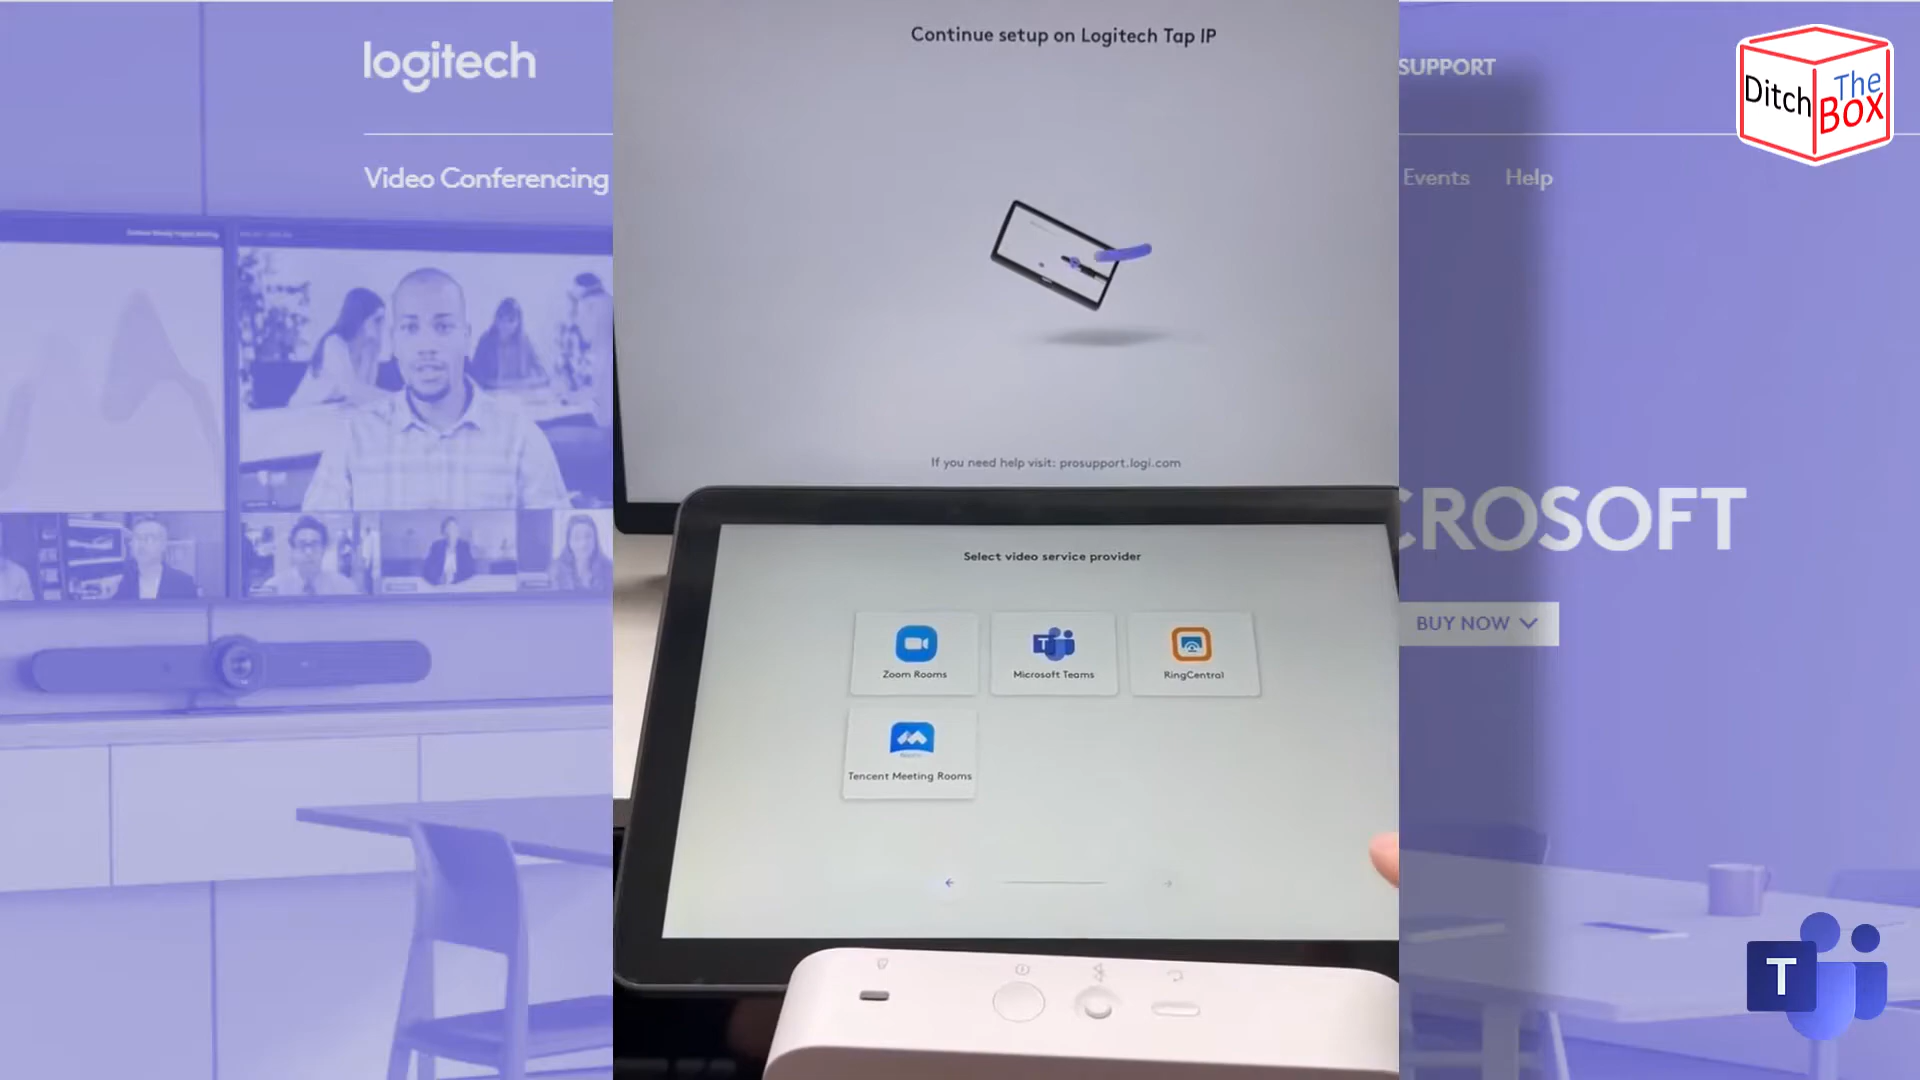 logitech
Video Conferencing
Continue setup on Logitech Tap IP
If you need help visit: prosupport.logi.com
Select video service provider
Zoom Rooms
Microsoft Teams
RingCentral
Tencent Meeting Rooms
SUPPORT
Events
Help
CROSOFT
BUY NOW
Ditch
The
BOX
T